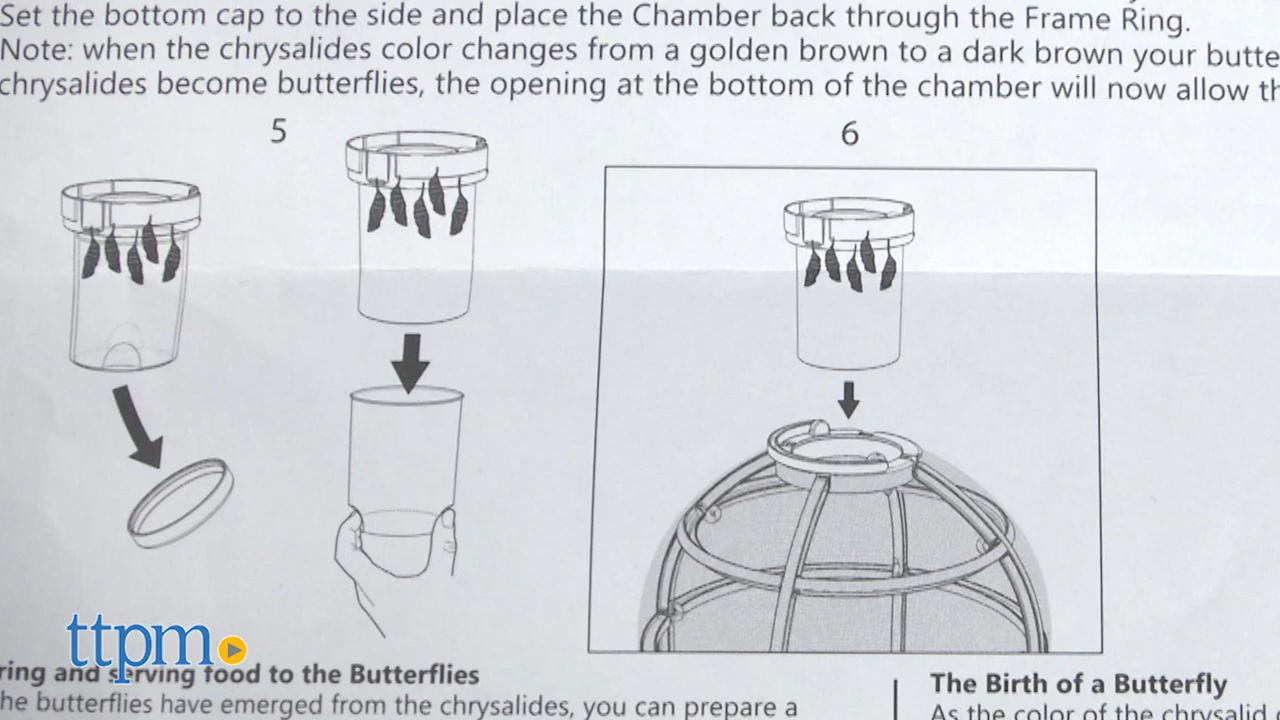 Set the bottom cap to the side and place the Chamber back through the Frame Ring.
Note: when the chrysalides color changes from a golden brown to a dark brown your butte
chrysalides become butterflies, the opening at the bottom of the chamber will now allow th
5
6
ttpm
ring and serving food to the Butterflies
he butterflies have emerged from the chrysalides, you can prepare a
The Birth of a Butterfly
As the color of the chrysalid